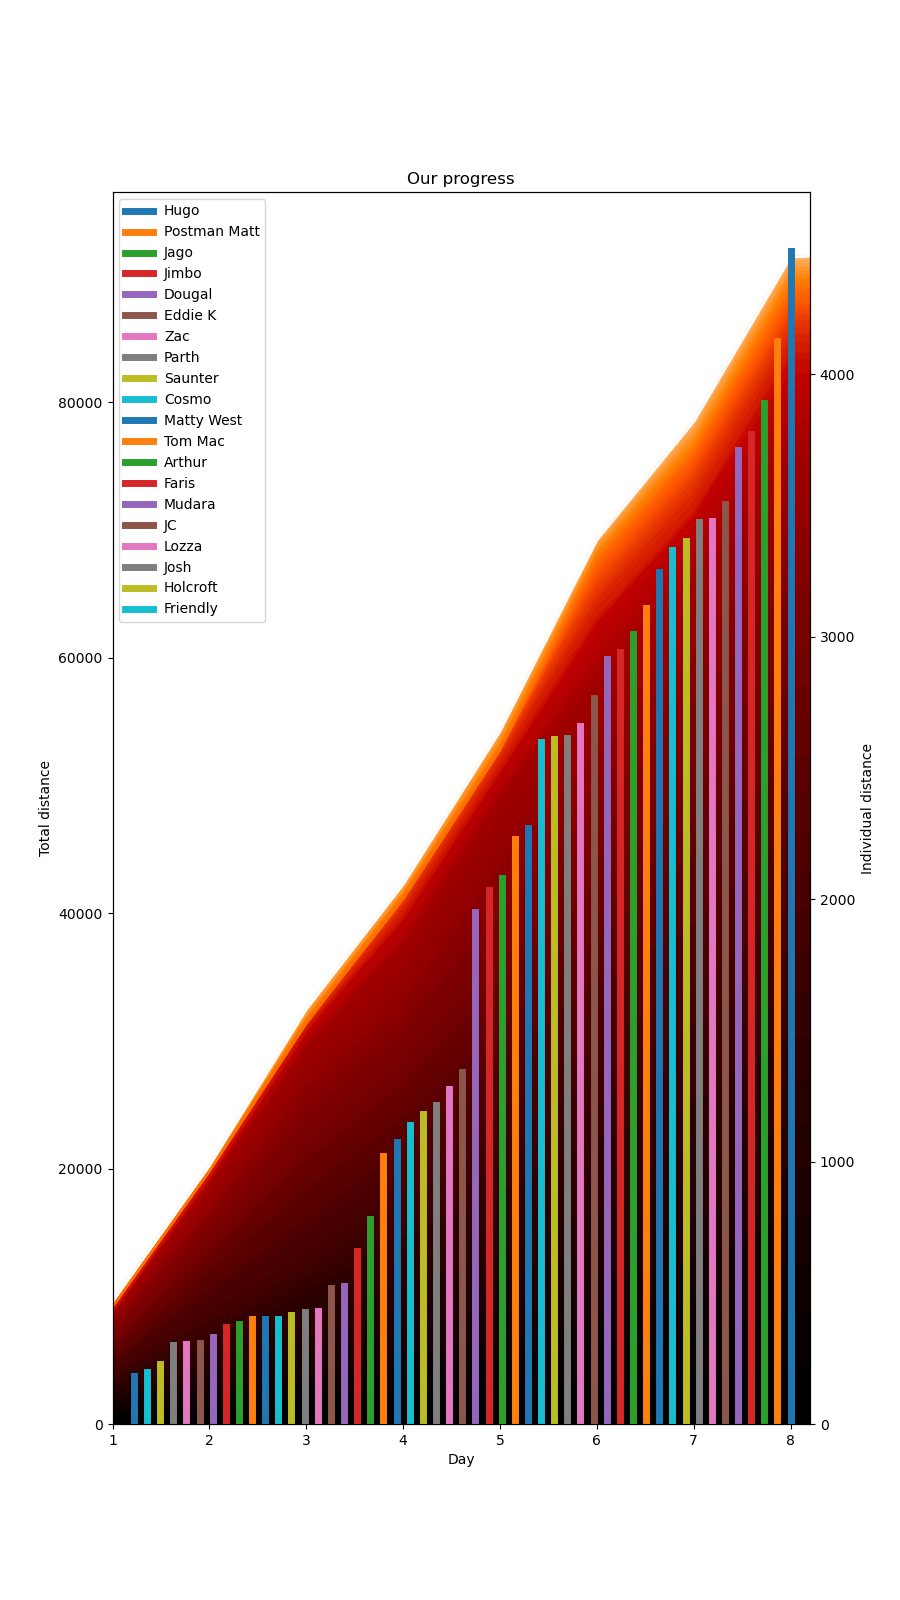 Our progress
Hugo
Postman Matt
Jago
Jimbo
Dougal
Eddie K
Zac
Parth
Saunter
Cosmo
Matty West
Tom Mac
Arthur
Faris
Mudara
JC
Lozza
Josh
Holcroft
Friendly
Total distance
80000
60000
40000
20000
0
Individual distance
4000
3000
2000
1000
0
1 2 3 4 5 6 7 8
Day